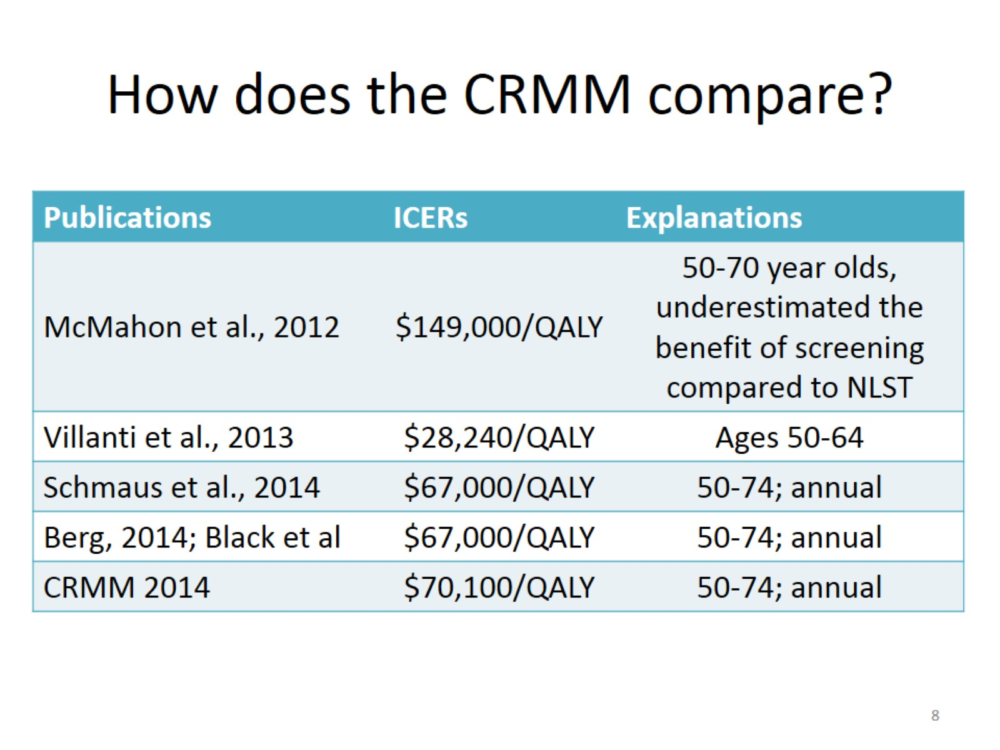 How does the CRMM compare?
Publications ICERs Explanations
50-70 year olds,
underestimated the
McMahon et al., 2012 $149,000/QALY
benefit of screening
compared to NLST
Villanti et al., 2013 $28,240/QALY Ages 50-64
Schmaus et al., 2014 $67,000/QALY 50-74; annual
Berg, 2014; Black et al $67,000/QALY 50-74; annual
CRMM 2014 $70,100/QALY 50-74; annual
8